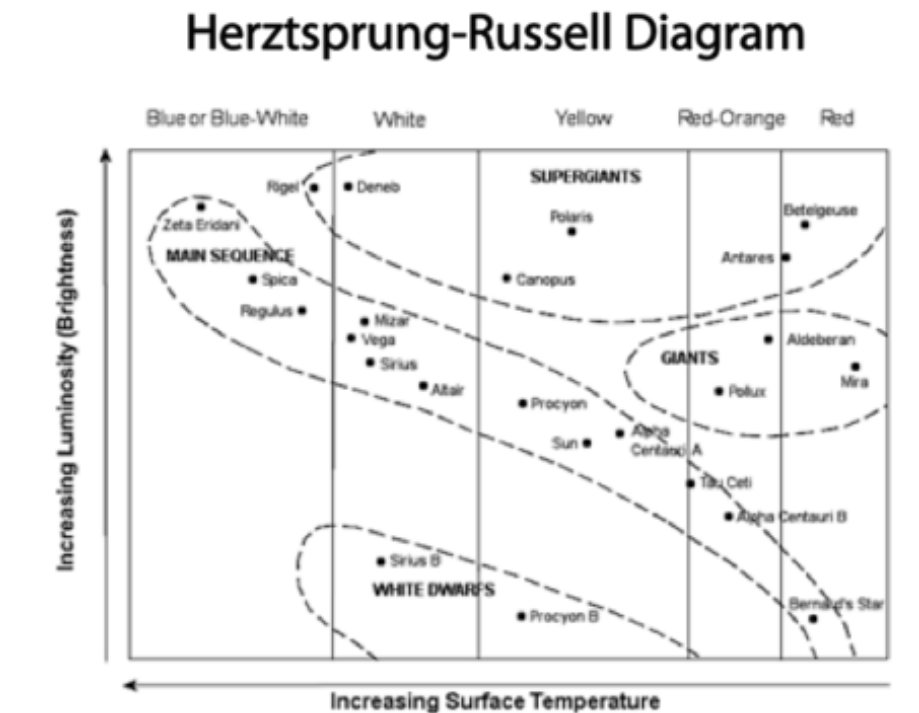 Herztsprung-Russell Diagram
Blue or Blue-White White Yellow Red-Orange Red
SUPERGIANTS
Rigel Deneb
Polaris
Betelgeuse
Zeta Eridani
MAIN SEQUENCE
Antares
Spica
Canopus
Regulus
Mizar
Vega
Aldeberan
GIANTS
Sirius
Mira
Altair
Pollux
Procyon
Alpha
Centauri A
Sun
Tau Ceti
Alpha Centauri B
Sirius B
WHITE DWARFS
Bernard's Star
Procyon B
Increasing Luminosity (Brightness)
Increasing Surface Temperature